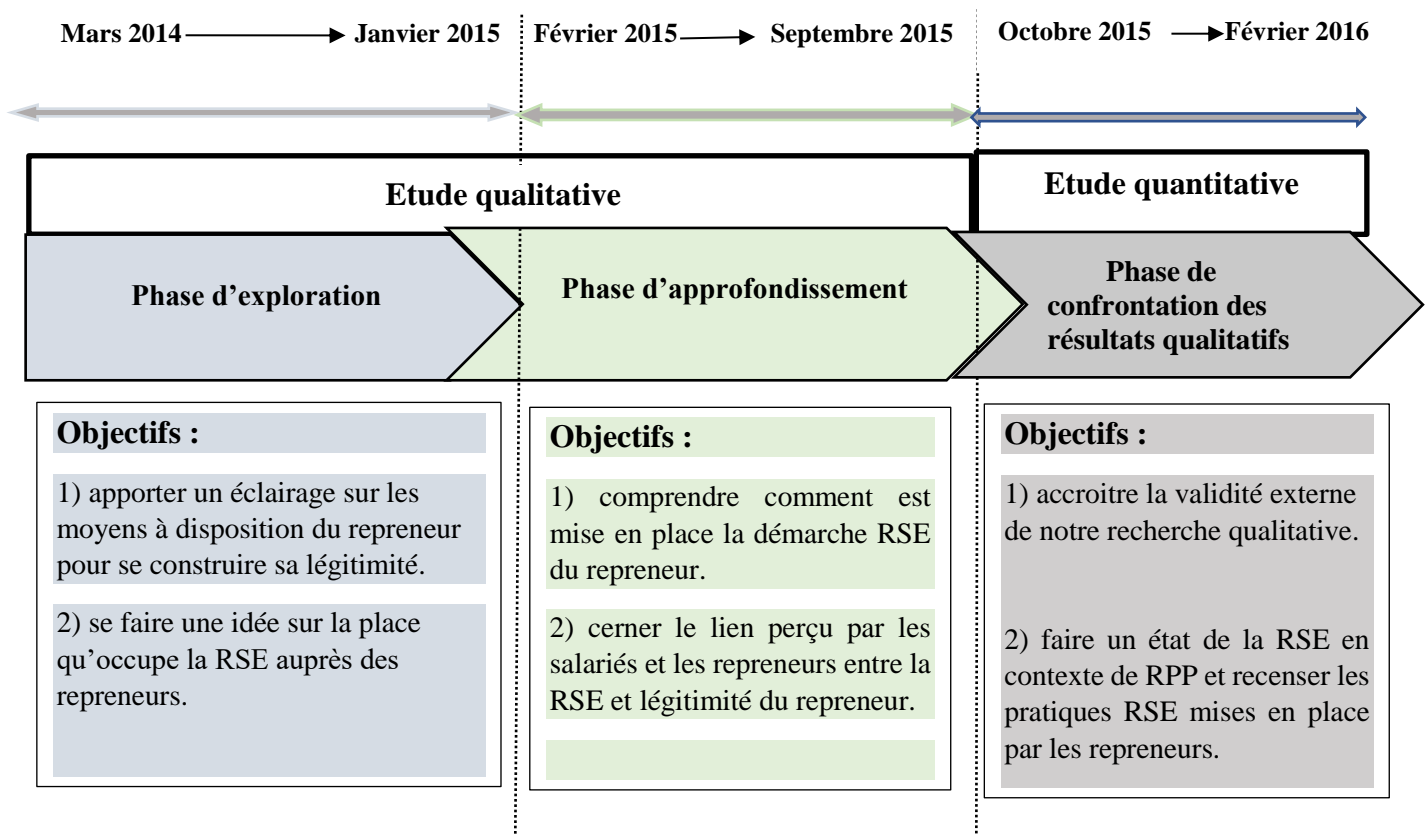 Mars 2014 Janvier 2015 Février 2015 Septembre 2015 Octobre 2015 Février 2016
Etude qualitative
Etude quantitative
Phase d’exploration
Phase d’approfondissement
Phase de
confrontation des
résultats qualitatifs
Objectifs :
1) apporter un éclairage sur les
moyens à disposition du repreneur
pour se construire sa légitimité.
2) se faire une idée sur la place
qu’occupe la RSE auprès des
repreneurs.
Objectifs :
1) comprendre comment est
mise en place la démarche RSE
du repreneur.
2) cerner le lien perçu par les
salariés et les repreneurs entre la
RSE et légitimité du repreneur.
Objectifs :
1) accroitre la validité externe
de notre recherche qualitative.
2) faire un état de la RSE en
contexte de RPP et recenser les
pratiques RSE mises en place
par les repreneurs.